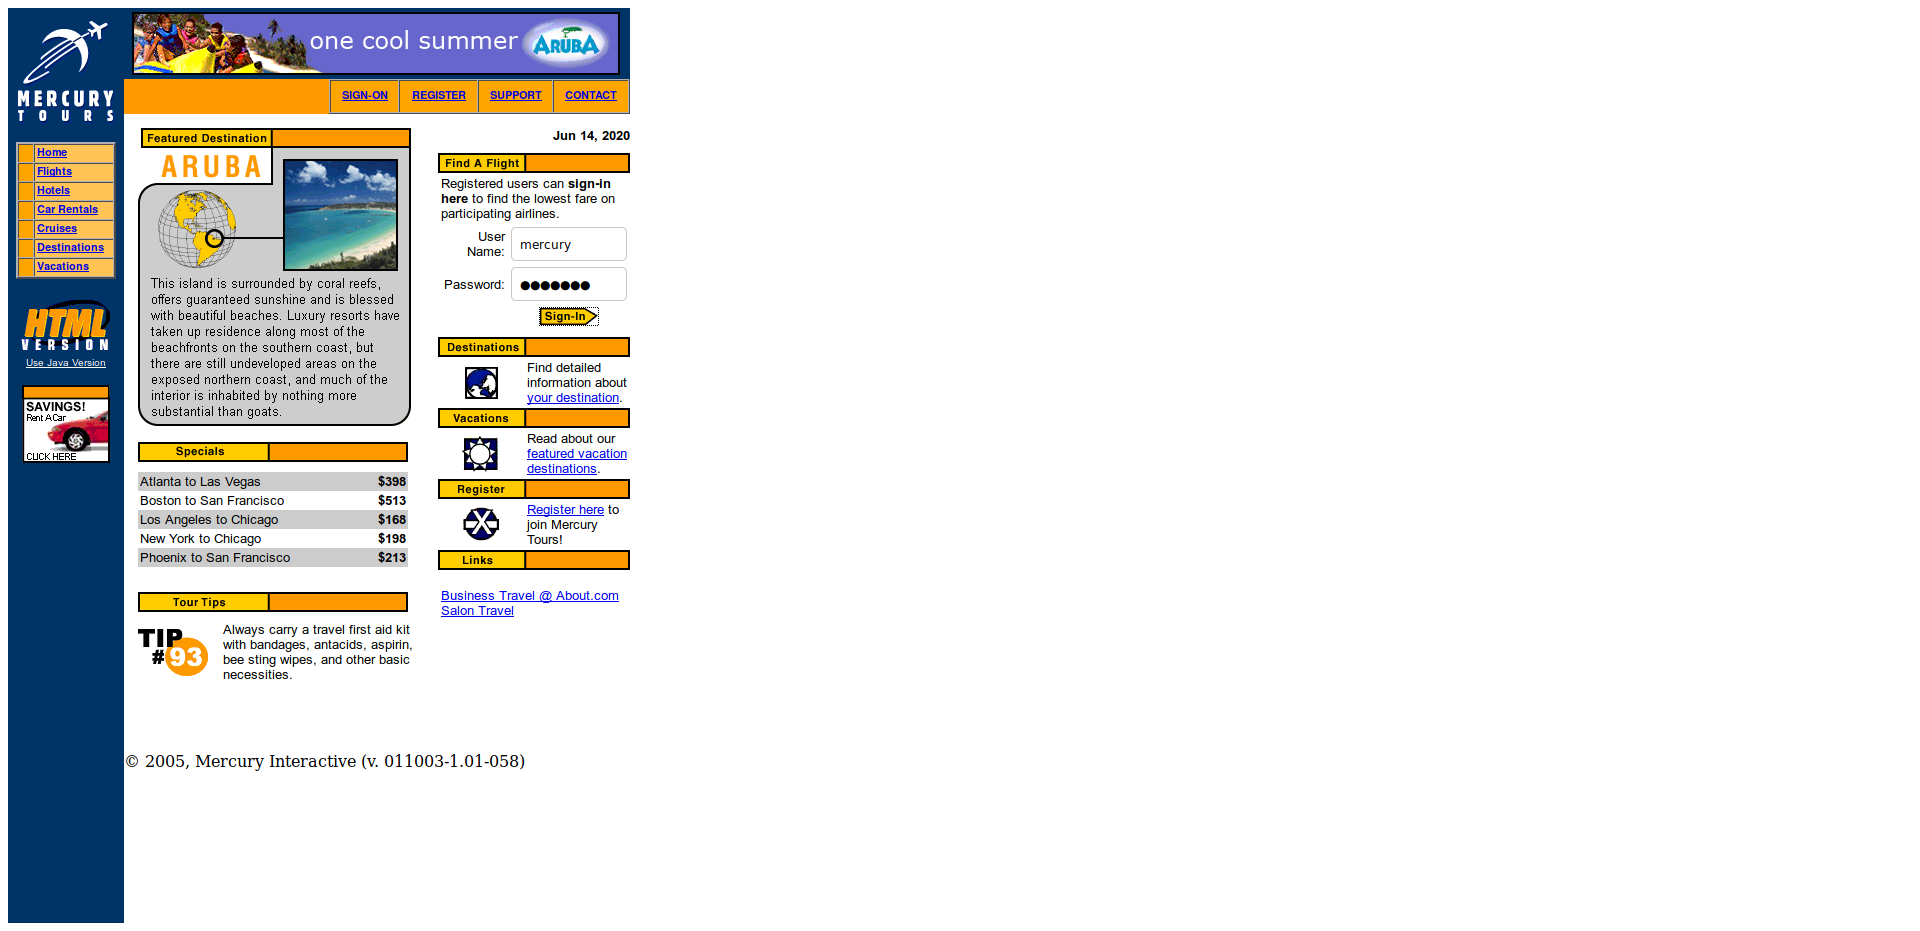 one cool summer
ARUBA
MERCURY
TOURS
SIGN-ON REGISTER SUPPORT CONTACT
Home
Flights
Hotels
Car Rentals
Cruises
Destinations
Vacations
HTML
VERSION
Use Java Version
SAVINGS!
Rent A Car
CLICK HERE
Featured Destination
ARUBA
This island is surrounded by coral reefs,
offers guaranteed sunshine and is blessed
with beautiful beaches. Luxury resorts have
taken up residence along most of the
beachfronts on the southern coast, but
there are still undeveloped areas on the
exposed northern coast, and much of the
interior is inhabited by nothing more
substantial than goats.
Specials
Atlanta to Las Vegas $398
Boston to San Francisco $513
Los Angeles to Chicago $168
New York to Chicago $198
Phoenix to San Francisco $213
Tour Tips
TIP
#93
Always carry a travel first aid kit
with bandages, antacids, aspirin,
bee sting wipes, and other basic
necessities.
Jun 14, 2020
Find A Flight
Registered users can sign-in
here to find the lowest fare on
participating airlines.
User
Name: mercury
Password: ●●●●●●●
Sign-In
Destinations
Find detailed
information about
your destination.
Vacations
Read about our
featured vacation
destinations.
Register
Register here to
join Mercury
Tours!
Links
Business Travel @ About.com
Salon Travel
© 2005, Mercury Interactive (v. 011003-1.01-058)